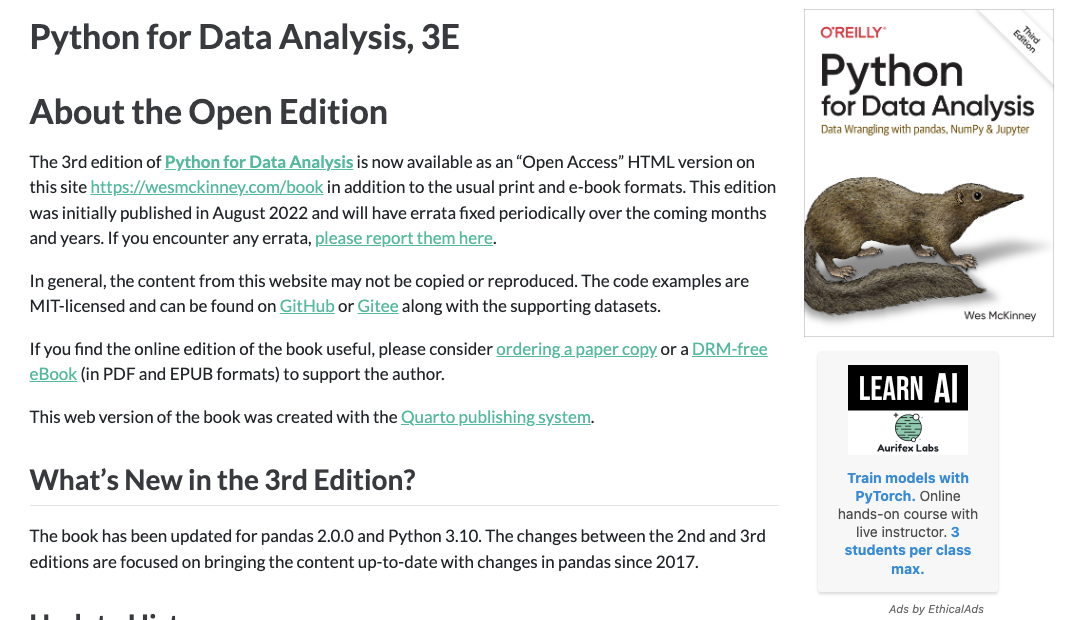 Python for Data Analysis, 3E
About the Open Edition
The 3rd edition of Python for Data Analysis is now available as an “Open Access” HTML version on
this site https://wesmckinney.com/book in addition to the usual print and e-book formats. This edition
was initially published in August 2022 and will have errata fixed periodically over the coming months
and years. If you encounter any errata, please report them here.
In general, the content from this website may not be copied or reproduced. The code examples are
MIT-licensed and can be found on GitHub or Gitee along with the supporting datasets.
If you find the online edition of the book useful, please consider ordering a paper copy or a DRM-free
eBook (in PDF and EPUB formats) to support the author.
This web version of the book was created with the Quarto publishing system.
What’s New in the 3rd Edition?
The book has been updated for pandas 2.0.0 and Python 3.10. The changes between the 2nd and 3rd
editions are focused on bringing the content up-to-date with changes in pandas since 2017.
O'REILLY®
Third
Edition
Python
for Data Analysis
Data Wrangling with pandas, NumPy & Jupyter
Wes McKinney
LEARN AI
Aurifex Labs
Train models with
PyTorch. Online
hands-on course with
live instructor. 3
students per class
max.
Ads by EthicalAds